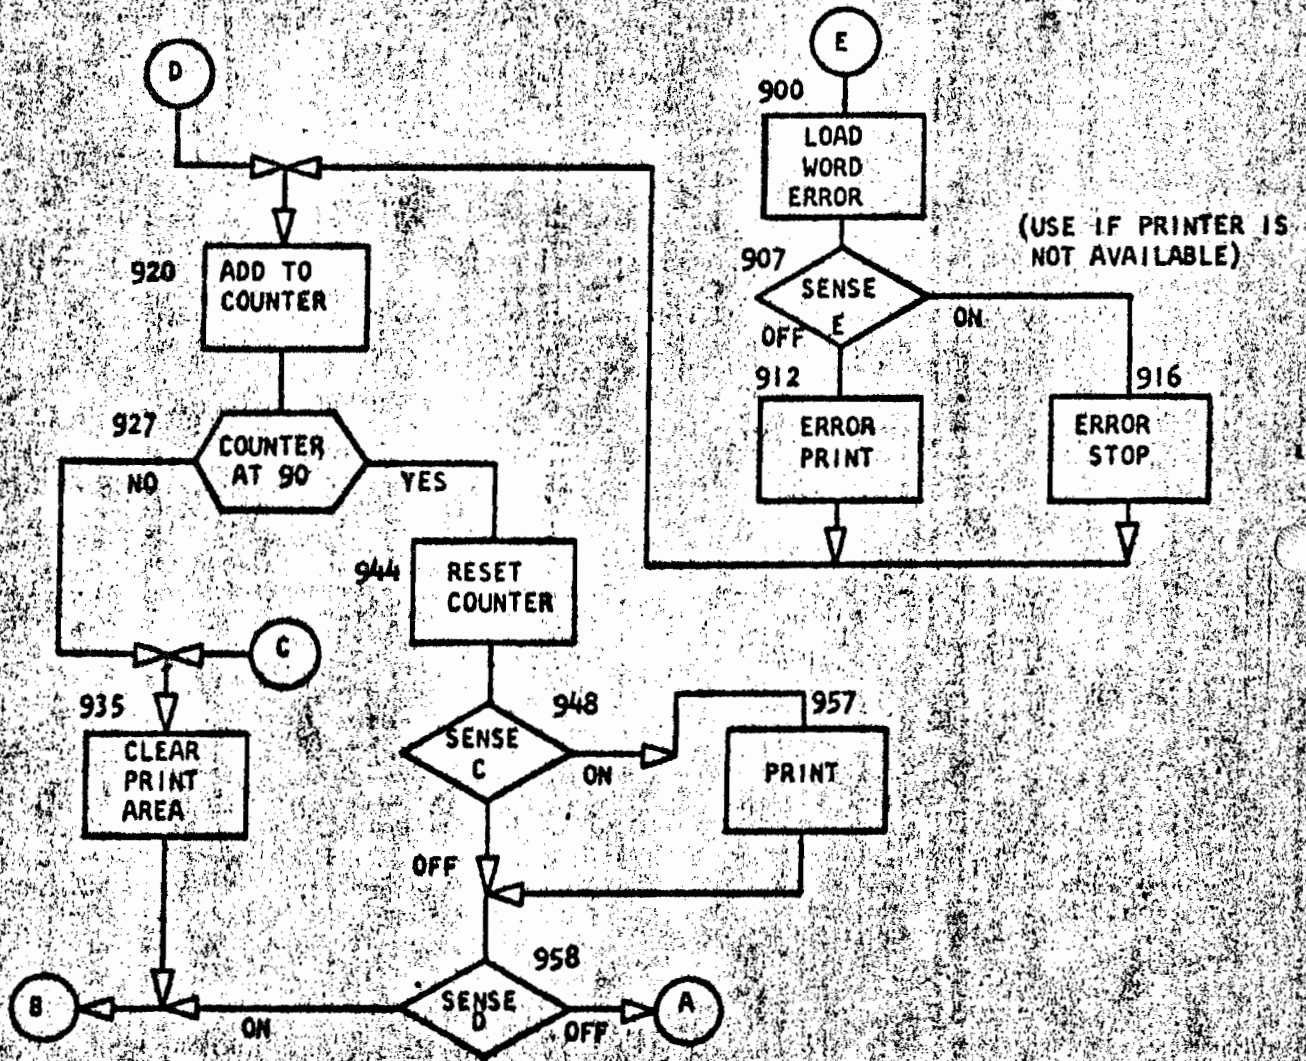 E
D
900
LOAD
WORD
ERROR
(USE IF PRINTER IS
NOT AVAILABLE)
907
SENSE
E
ON
OFF
920
ADD TO
COUNTER
912
ERROR
PRINT
916
ERROR
STOP
927
COUNTER
AT 90
NO
YES
944
RESET
COUNTER
C
935
CLEAR
PRINT
AREA
948
SENSE
C
ON
957
PRINT
OFF
958
SENSE
D
B
ON
OFF
A